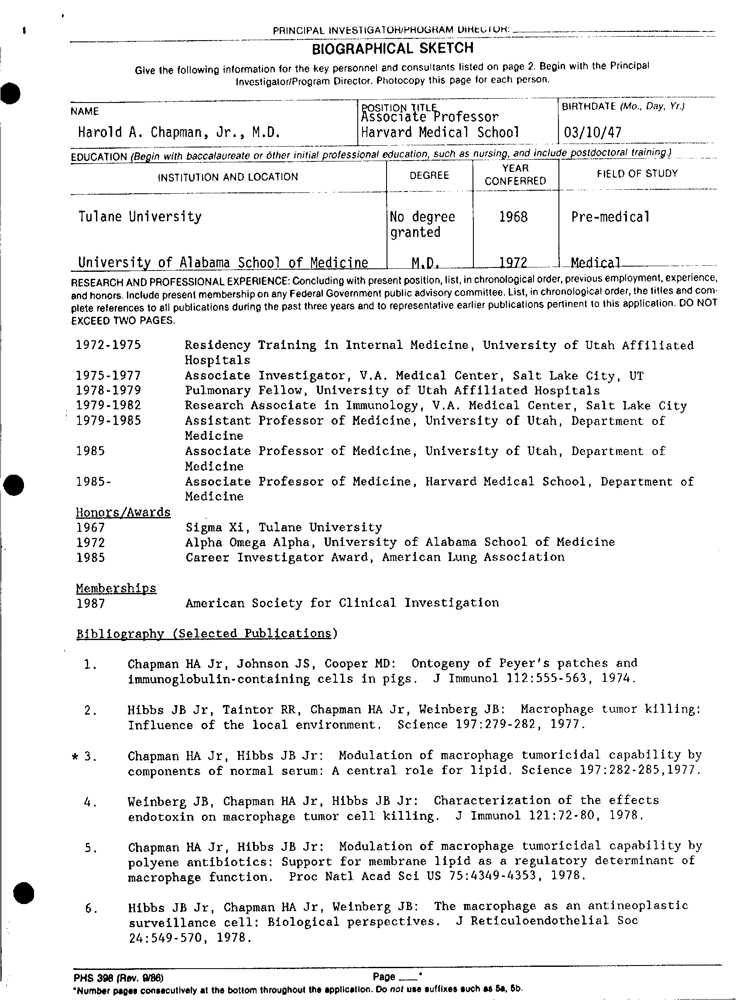 PRINCIPAL INVESTIGATOR/PROGRAM DIRECTOR:
BIOGRAPHICAL SKETCH
Give the following information for the key personnel and consultants listed on page 2. Begin with the Principal
Investigator/Program Director. Photocopy this page for each person.
NAME
Harold A. Chapman, Jr., M.D.
POSITION TITLE
Associate Professor
Harvard Medical School
BIRTHDATE (Mo., Day, Yr.)
03/10/47
EDUCATION (Begin with baccalaureate or other initial professional education, such as nursing, and include postdoctoral training.)
INSTITUTION AND LOCATION DEGREE YEAR CONFERRED FIELD OF STUDY
Tulane University No degree granted 1968 Pre-medical
University of Alabama School of Medicine M.D. 1972 Medical
RESEARCH AND PROFESSIONAL EXPERIENCE: Concluding with present position, list, in chronological order, previous employment, experience,
and honors. Include present membership on any Federal Government public advisory committee. List, in chronological order, the titles and com-
plete references to all publications during the past three years and to representative earlier publications pertinent to this application. DO NOT
EXCEED TWO PAGES.
1972-1975 Residency Training in Internal Medicine, University of Utah Affiliated
Hospitals
1975-1977 Associate Investigator, V.A. Medical Center, Salt Lake City, UT
1978-1979 Pulmonary Fellow, University of Utah Affiliated Hospitals
1979-1982 Research Associate in Immunology, V.A. Medical Center, Salt Lake City
1979-1985 Assistant Professor of Medicine, University of Utah, Department of
Medicine
1985 Associate Professor of Medicine, University of Utah, Department of
Medicine
1985- Associate Professor of Medicine, Harvard Medical School, Department of
Medicine
Honors/Awards
1967 Sigma Xi, Tulane University
1972 Alpha Omega Alpha, University of Alabama School of Medicine
1985 Career Investigator Award, American Lung Association
Memberships
1987 American Society for Clinical Investigation
Bibliography (Selected Publications)
1. Chapman HA Jr, Johnson JS, Cooper MD: Ontogeny of Peyer's patches and
immunoglobulin-containing cells in pigs. J Immunol 112:555-563, 1974.
2. Hibbs JB Jr, Taintor RR, Chapman HA Jr, Weinberg JB: Macrophage tumor killing:
Influence of the local environment. Science 197:279-282, 1977.
* 3. Chapman HA Jr, Hibbs JB Jr: Modulation of macrophage tumoricidal capability by
components of normal serum: A central role for lipid. Science 197:282-285,1977.
4. Weinberg JB, Chapman HA Jr, Hibbs JB Jr: Characterization of the effects
endotoxin on macrophage tumor cell killing. J Immunol 121:72-80, 1978.
5. Chapman HA Jr, Hibbs JB Jr: Modulation of macrophage tumoricidal capability by
polyene antibiotics: Support for membrane lipid as a regulatory determinant of
macrophage function. Proc Natl Acad Sci US 75:4349-4353, 1978.
6. Hibbs JB Jr, Chapman HA Jr, Weinberg JB: The macrophage as an antineoplastic
surveillance cell: Biological perspectives. J Reticuloendothelial Soc
24:549-570, 1978.
PHS 398 (Rev. 9/86) Page ___*
*Number pages consecutively at the bottom throughout the application. Do not use suffixes such as 5a, 5b.